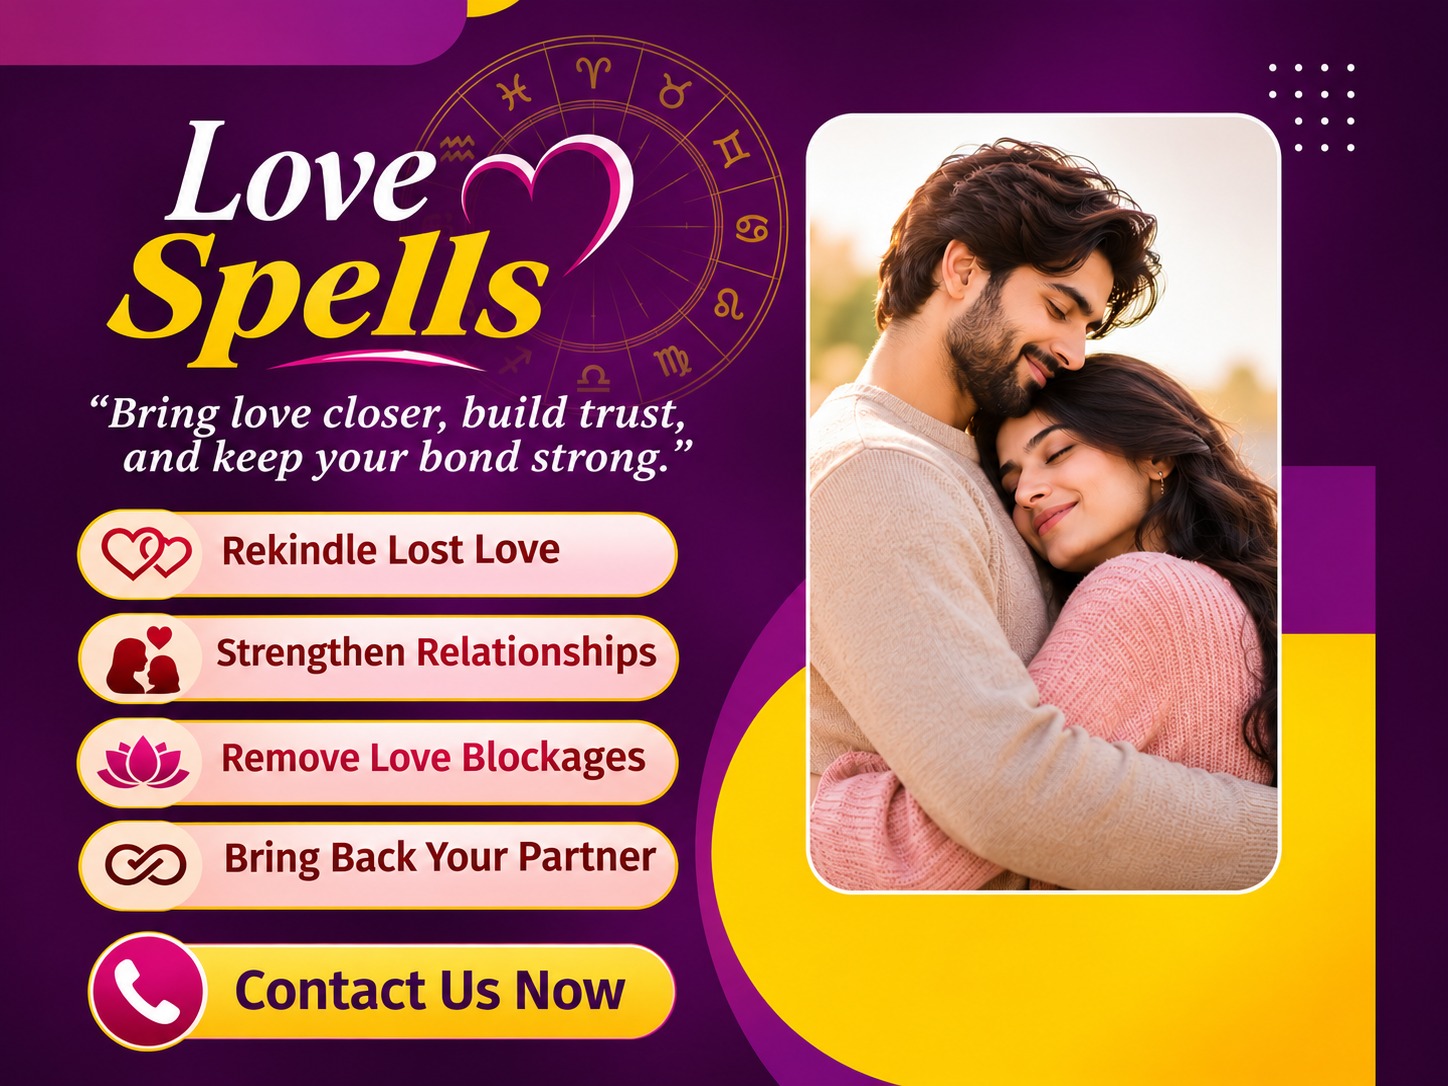 Love
Spells
“Bring love closer, build trust,
and keep your bond strong.”
Rekindle Lost Love
Strengthen Relationships
Remove Love Blockages
Bring Back Your Partner
Contact Us Now